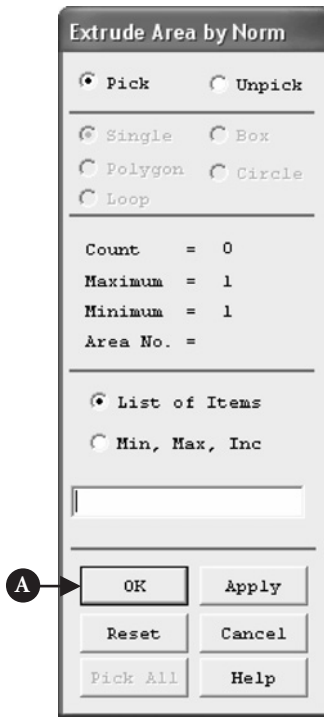 Extrude Area by Norm
Pick Unpick
Single Box
Polygon Circle
Loop
Count = 0
Maximum = 1
Minimum = 1
Area No. =
List of Items
Min, Max, Inc
A
OK Apply
Reset Cancel
Pick All Help